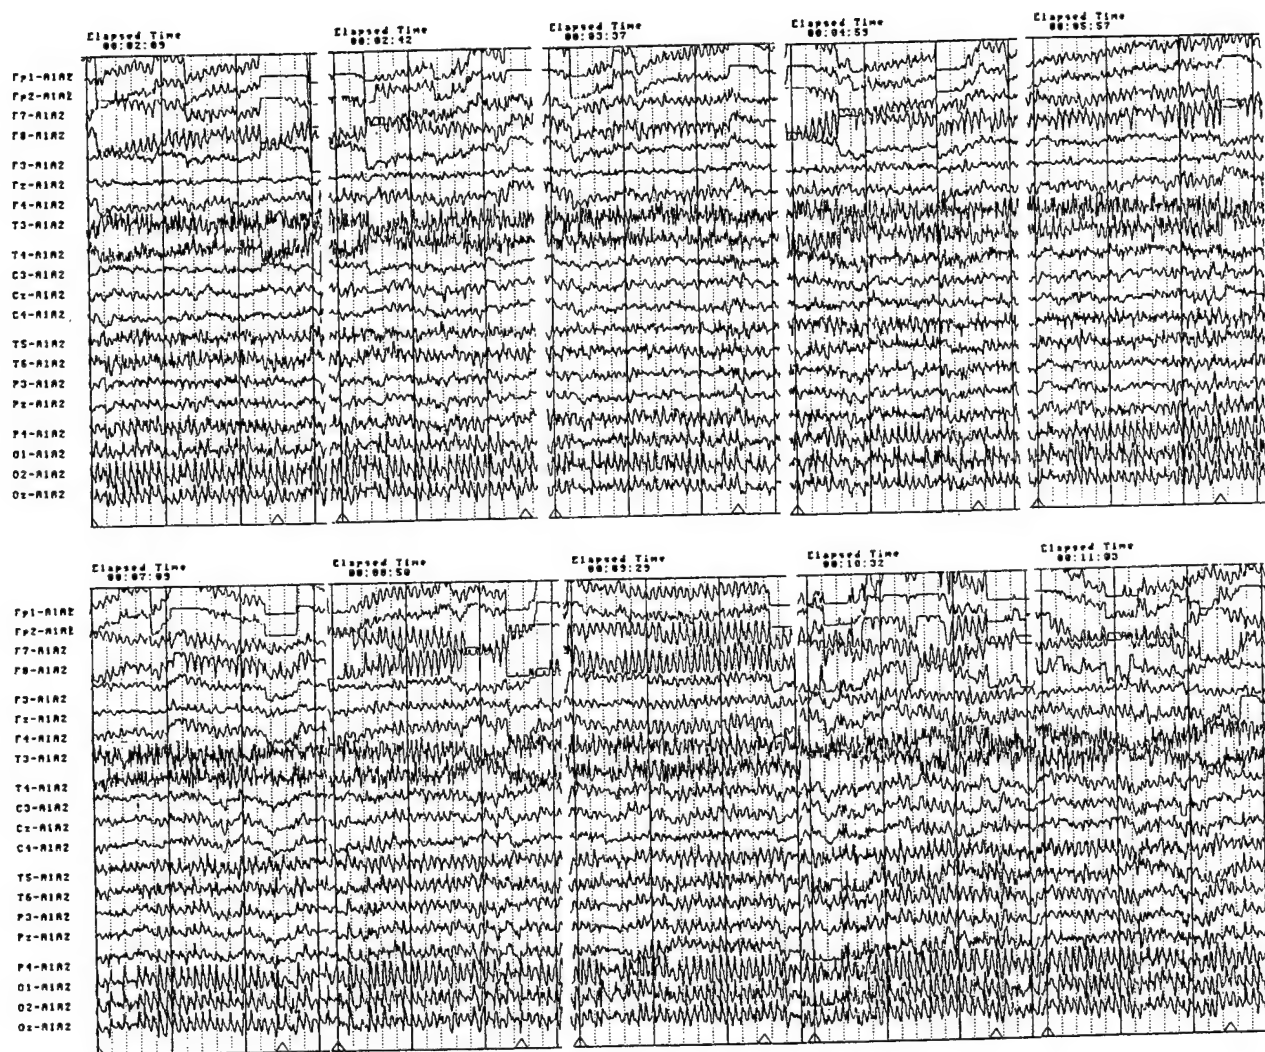 Elapsed Time
00:02:09
Elapsed Time
00:02:42
Elapsed Time
00:03:37
Elapsed Time
00:04:59
Elapsed Time
00:05:57
Fp1-A1A2
Fp2-A1A2
F7-A1A2
F8-A1A2
F3-A1A2
Fz-A1A2
F4-A1A2
T3-A1A2
T4-A1A2
C3-A1A2
Cz-A1A2
C4-A1A2
T5-A1A2
T6-A1A2
P3-A1A2
Pz-A1A2
P4-A1A2
O1-A1A2
O2-A1A2
Oz-A1A2
Elapsed Time
00:07:09
Elapsed Time
00:08:50
Elapsed Time
00:09:29
Elapsed Time
00:10:32
Elapsed Time
00:11:03
Fp1-A1A2
Fp2-A1A2
F7-A1A2
F8-A1A2
F3-A1A2
Fz-A1A2
F4-A1A2
T3-A1A2
T4-A1A2
C3-A1A2
Cz-A1A2
C4-A1A2
T5-A1A2
T6-A1A2
P3-A1A2
Pz-A1A2
P4-A1A2
O1-A1A2
O2-A1A2
Oz-A1A2